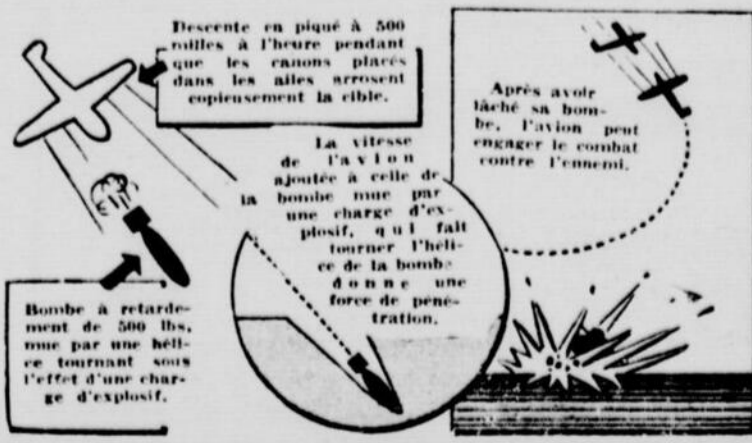 Descente en piqué à 500
milles à l'heure pendant
que les canons placés
dans les ailes arrosent
copieusement la cible.
La vitesse
de l'avion
ajoutée à celle de
la bombe mue par
une charge d'ex-
plosif, qui fait
tourner l'héli-
ce de la bombe
donne une
force de péné-
tration.
Bombe à retarde-
ment de 500 lbs,
mue par une héli-
ce tournant sous
l'effet d'une char-
ge d'explosif.
Après avoir
lâché sa bom-
be, l'avion peut
engager le combat
contre l'ennemi.